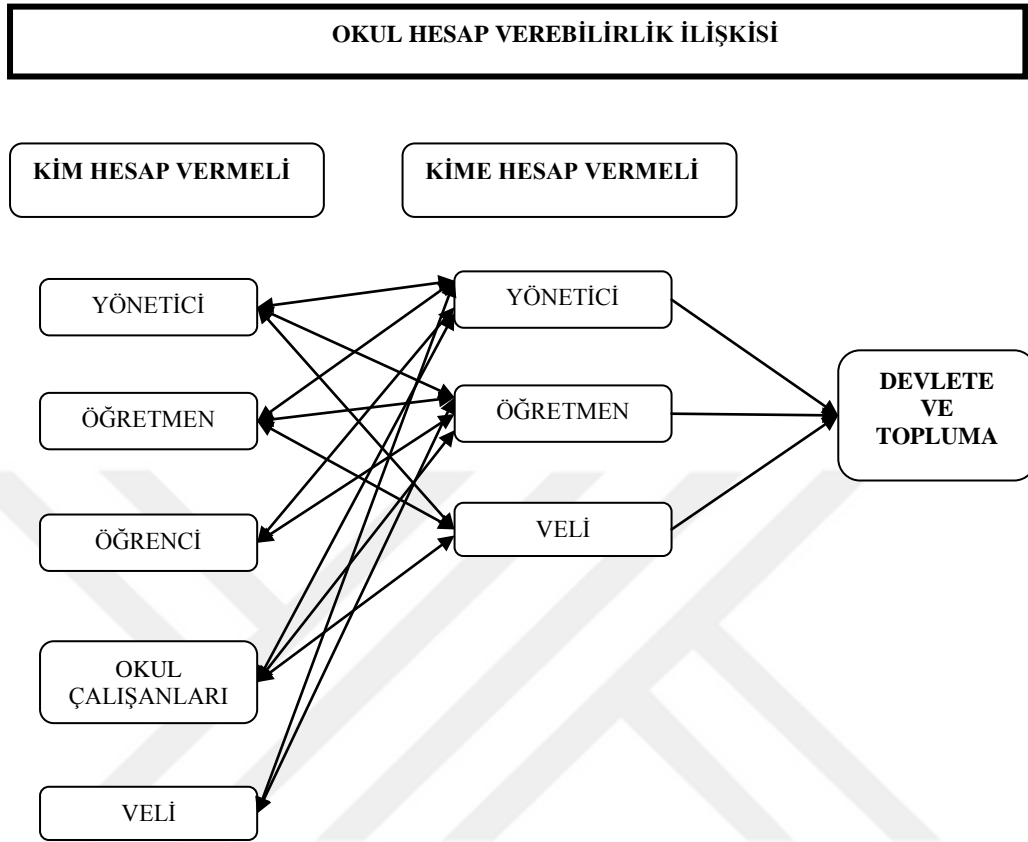 OKUL HESAP VEREBİLİRLİK İLİŞKİSİ
KİM HESAP VERMELİ
KİME HESAP VERMELİ
YÖNETİCİ
ÖĞRETMEN
ÖĞRENCİ
OKUL
ÇALIŞANLARI
VELİ
YÖNETİCİ
ÖĞRETMEN
VELİ
DEVLETE
VE
TOPLUMA